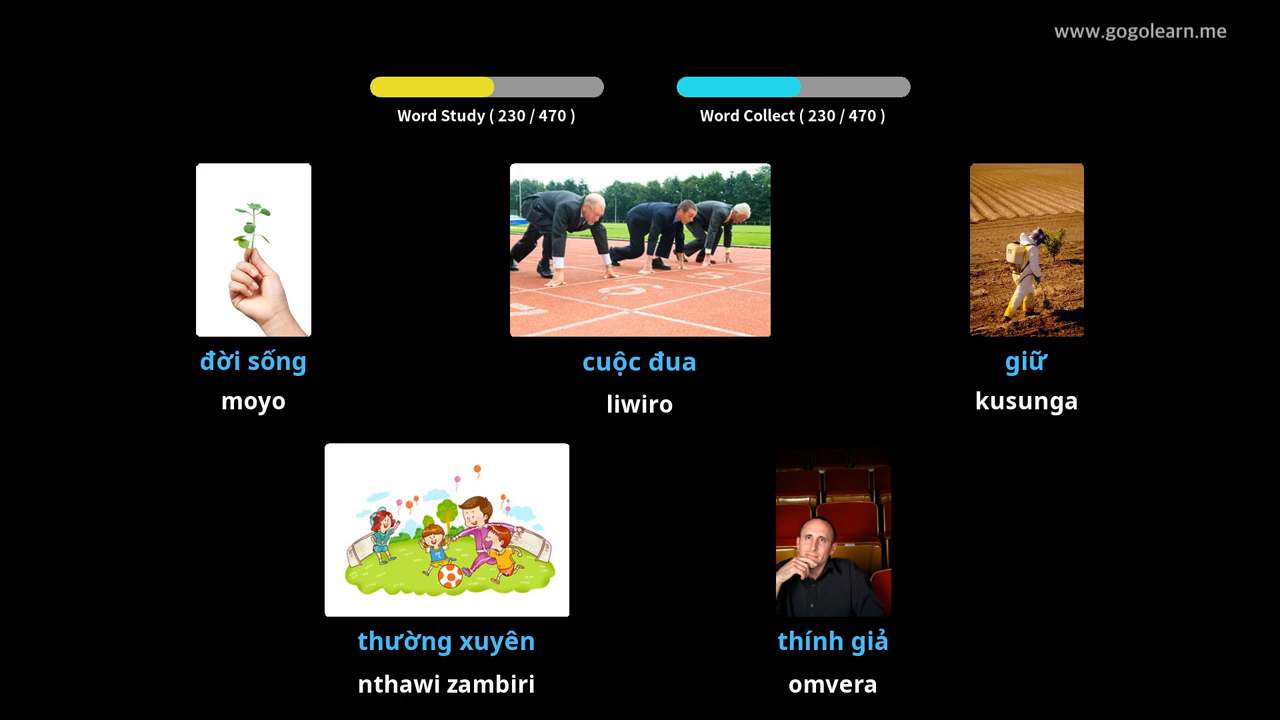 www.gogolearn.me
Word Study ( 230 / 470 )
Word Collect ( 230 / 470 )
đời sống
moyo
cuộc đua
liwiro
giữ
kusunga
thường xuyên
nthawi zambiri
thính giả
omvera